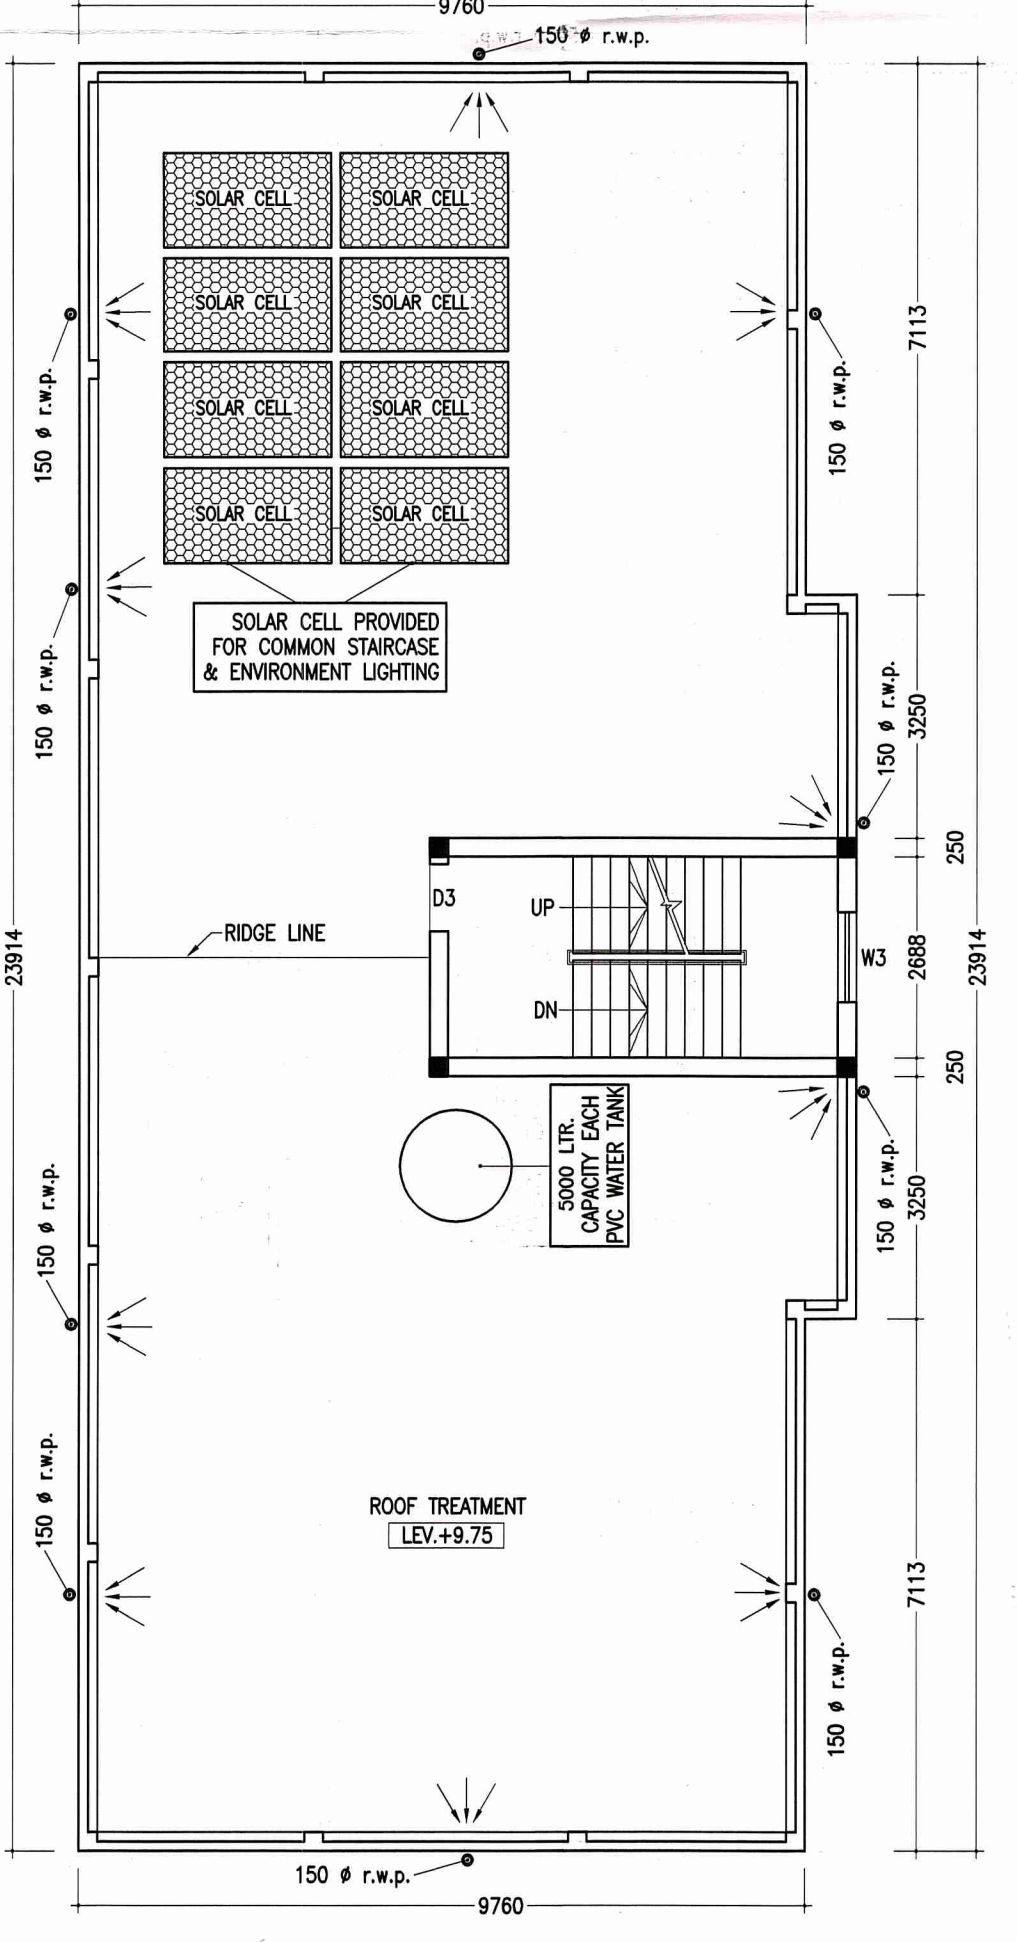 9760
150 ø r.w.p.
SOLAR CELL
SOLAR CELL
SOLAR CELL
SOLAR CELL
SOLAR CELL
SOLAR CELL
SOLAR CELL
SOLAR CELL
150 ø r.w.p.
150 ø r.w.p.
7113
SOLAR CELL PROVIDED
FOR COMMON STAIRCASE
& ENVIRONMENT LIGHTING
150 ø r.w.p.
150 ø r.w.p.
3250
250
D3
UP
RIDGE LINE
23914
W3
2688
23914
DN
250
5000 LTR.
CAPACITY EACH
PVC WATER TANK
150 ø r.w.p.
150 ø r.w.p.
3250
150 ø r.w.p.
ROOF TREATMENT
LEV.+9.75
7113
150 ø r.w.p.
150 ø r.w.p.
9760